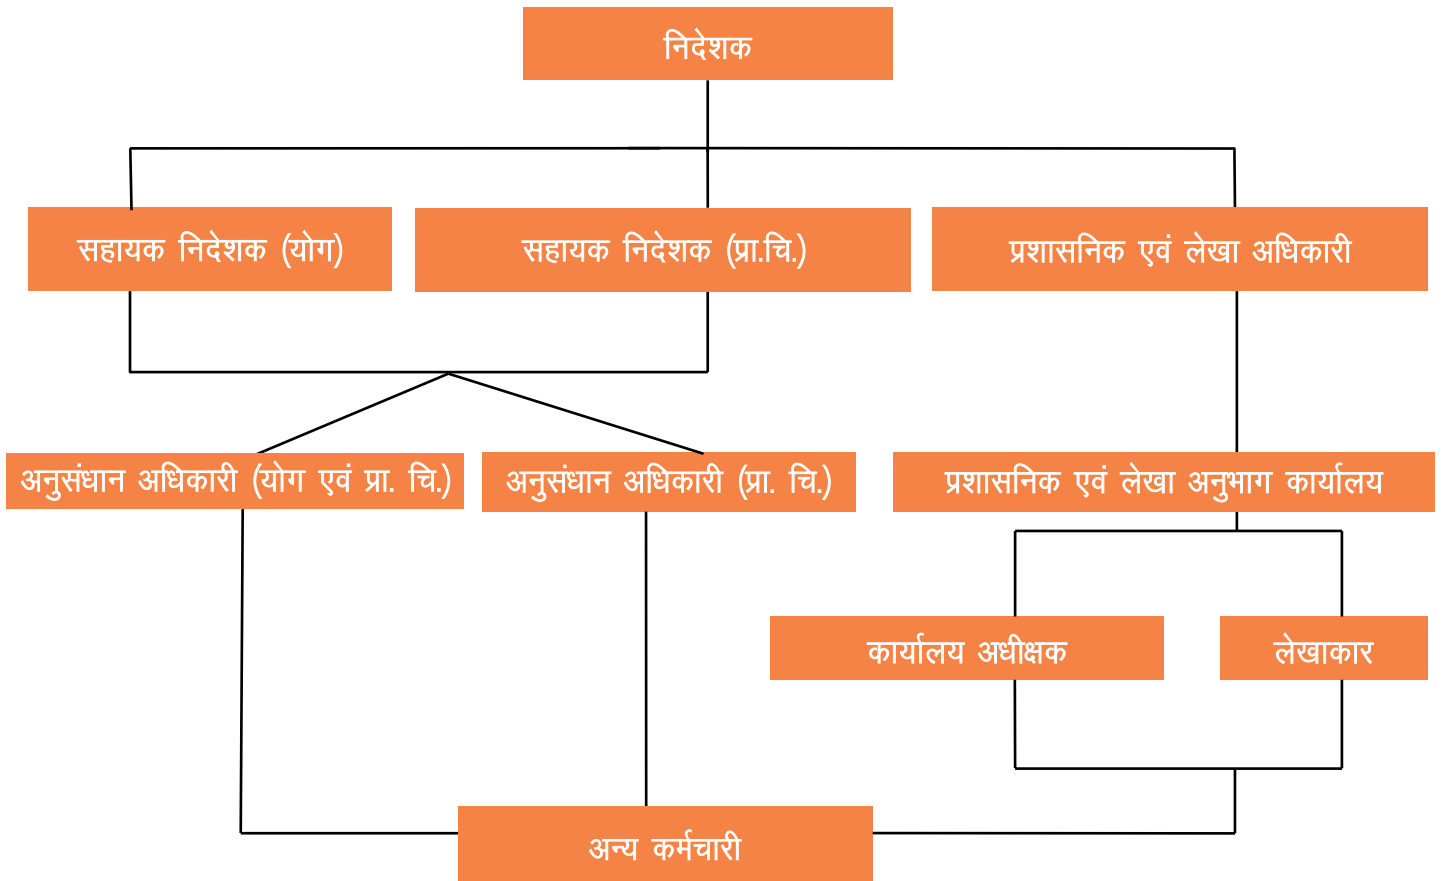 निदेशक
सहायक निदेशक (योग)
सहायक निदेशक (प्रा.चि.)
प्रशासनिक एवं लेखा अधिकारी
अनुसंधान अधिकारी (योग एवं प्रा. चि.)
अनुसंधान अधिकारी (प्रा. चि.)
प्रशासनिक एवं लेखा अनुभाग कार्यालय
कार्यालय अधीक्षक
लेखाकार
अन्य कर्मचारी